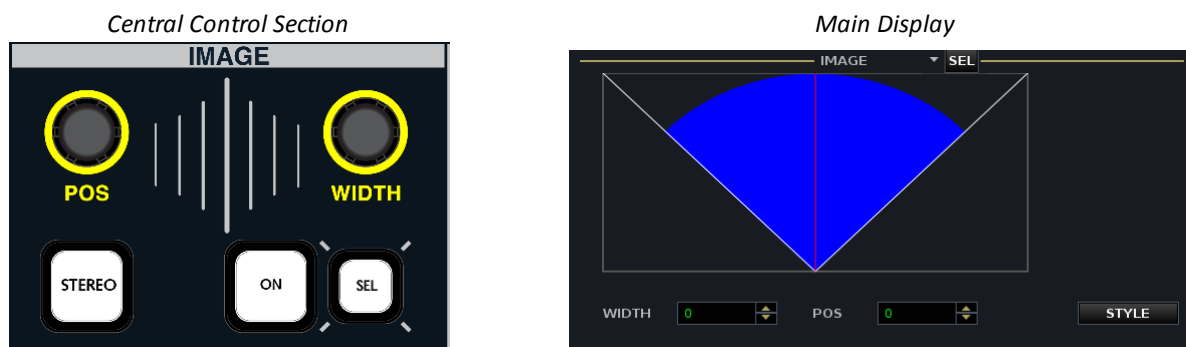 Central Control Section
IMAGE
POS
WIDTH
STEREO
ON
SEL
Main Display
IMAGE
SEL
WIDTH
0
POS
0
STYLE